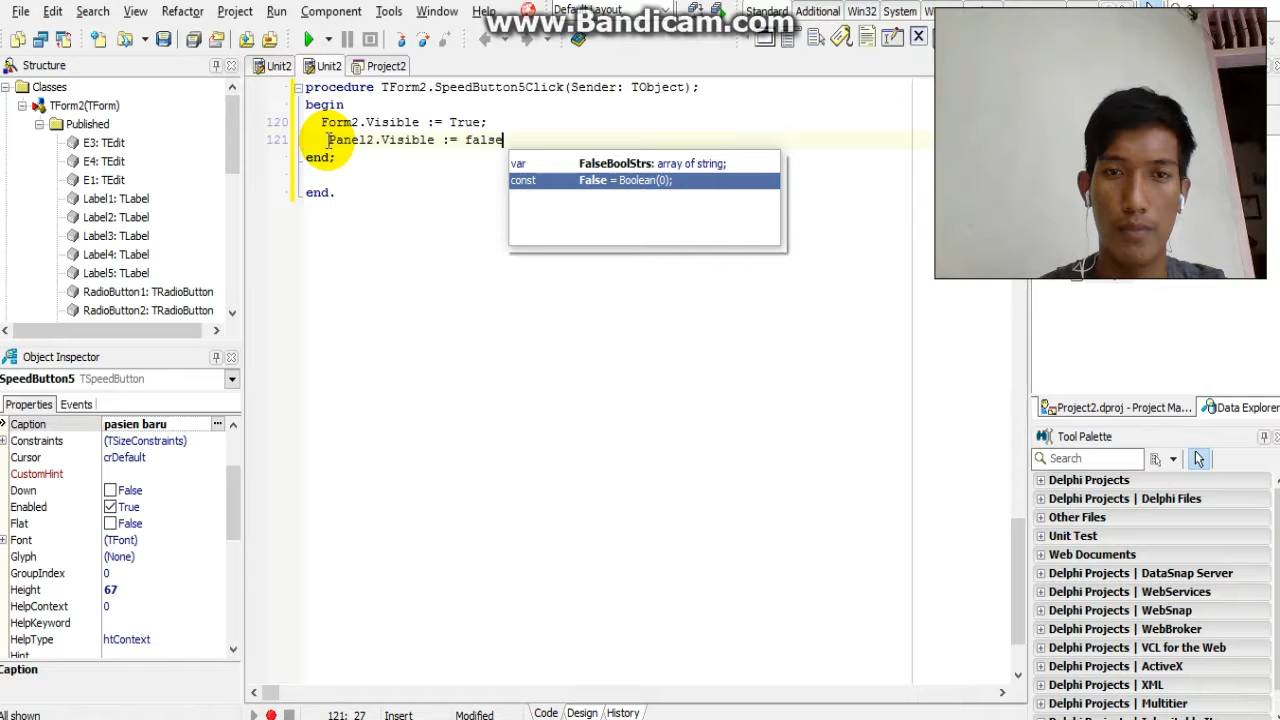 File Edit Search View Refactoring Project Run Component Tools Window Help
Default Layout
www.Bandicam.com
Standard Additional Win32 System
Structure
Unit2 Unit2 Project2
Classes
TForm2(TForm)
Published
E3: TEdit
E4: TEdit
E1: TEdit
Label1: TLabel
Label2: TLabel
Label3: TLabel
Label4: TLabel
Label5: TLabel
RadioButton1: TRadioButton
RadioButton2: TRadioButton
procedure TForm2.SpeedButton5Click(Sender: TObject);
begin
120 Form2.Visible := True;
121 Panel2.Visible := false
end;
end.
var FalseBoolStrs: array of string;
const False = Boolean(0);
Object Inspector
SpeedButton5 TSpeedButton
Properties Events
Caption pasien baru
Constraints (TSizeConstraints)
Cursor crDefault
CustomHint
Down False
Enabled True
Flat False
Font (TFont)
Glyph (None)
GroupIndex 0
Height 67
HelpContext 0
HelpKeyword
HelpType htContext
Hint
Caption
All shown
121: 27 Insert Modified Code Design History
Project2.dproj - Project Ma... Data Explorer
Tool Palette
Search
Delphi Projects
Delphi Projects | Delphi Files
Other Files
Unit Test
Web Documents
Delphi Projects | DataSnap Server
Delphi Projects | WebServices
Delphi Projects | WebSnap
Delphi Projects | WebBroker
VCL for the Web
Delphi Projects | ActiveX
Delphi Projects | XML
Delphi Projects | Multitier